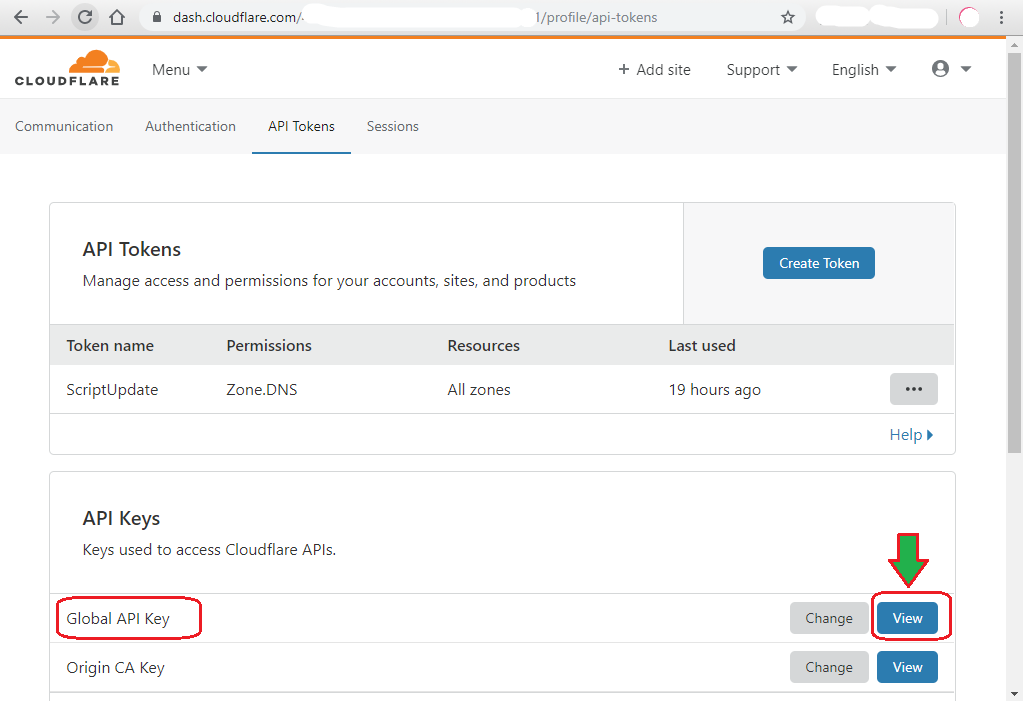 dash.cloudflare.com/
1/profile/api-tokens
CLOUDFLARE
Menu
+ Add site
Support
English
Communication
Authentication
API Tokens
Sessions
API Tokens
Manage access and permissions for your accounts, sites, and products
Create Token
Token name Permissions Resources Last used
ScriptUpdate Zone.DNS All zones 19 hours ago
Help
API Keys
Keys used to access Cloudflare APIs.
Global API Key Change View
Origin CA Key Change View